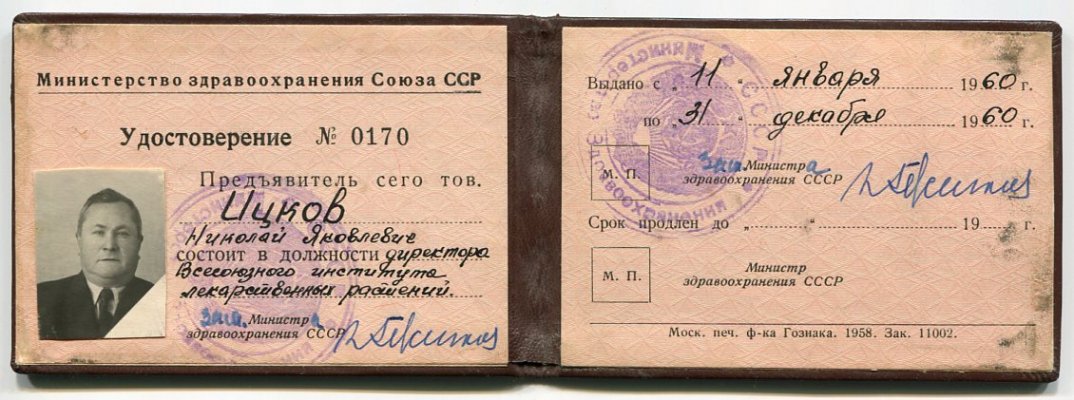 Министерство здравоохранения Союза ССР
Удостоверение № 0170
Предъявитель сего тов.
Ицков
Николай Яковлевич
состоит в должности директора
Всесоюзного института
лекарственных растений.
Зам. Министра
здравоохранения СССР
Выдано с „ 11 " января 1960 г.
по „ 31 " декабря 1960 г.
М. П.
Зам. Министра
здравоохранения СССР
Срок продлен до „ " 19 г.
М. П.
Министр
здравоохранения СССР
Моск. печ. ф-ка Гознака. 1958. Зак. 11002.